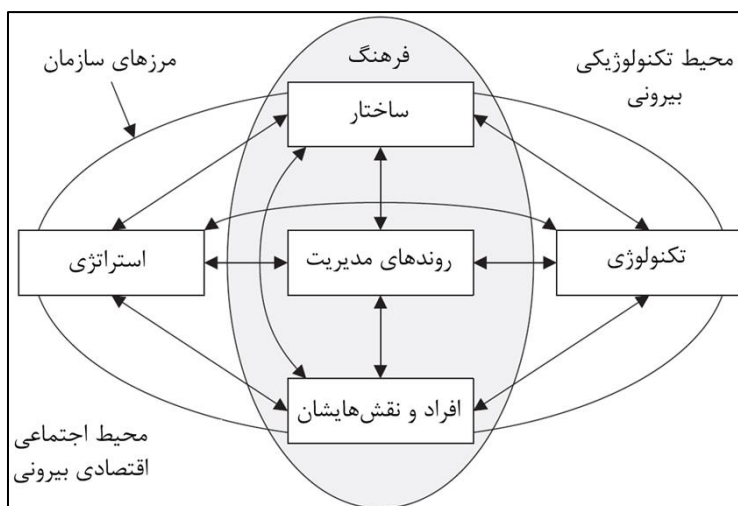 فرهنگ
محیط تکنولوژیکی
بیرونی
مرزهای سازمان
ساختار
تکنولوژی
روندهای مدیریت
استراتژی
افراد و نقش‌هایشان
محیط اجتماعی
اقتصادی بیرونی